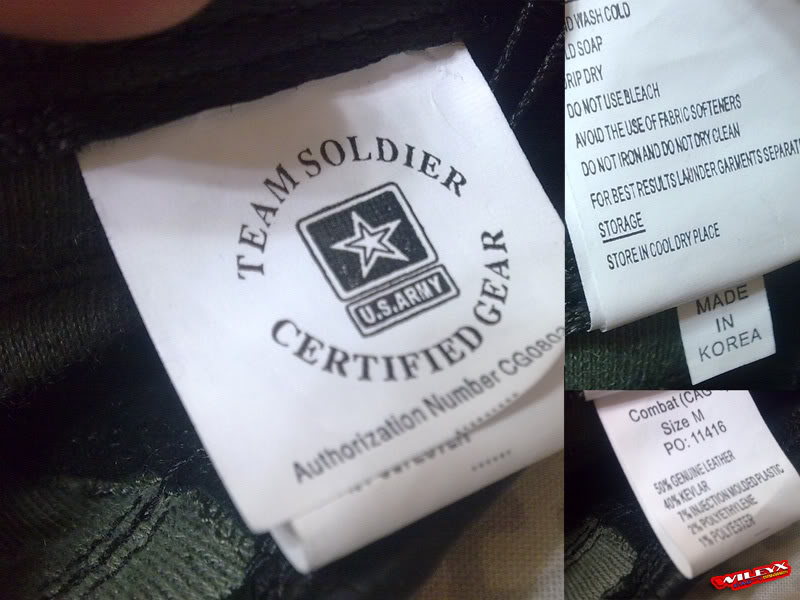 TEAM SOLDIER
U.S.ARMY
CERTIFIED GEAR
Authorization Number CG0802
WASH COLD
SOAP
DRIP DRY
DO NOT USE BLEACH
AVOID THE USE OF FABRIC SOFTENERS
DO NOT IRON AND DO NOT DRY CLEAN
FOR BEST RESULTS LAUNDER GARMENTS SEPARAT
STORAGE
STORE IN COOL DRY PLACE
MADE
IN
KOREA
Combat (CAG
Size M
PO: 11416
50% GENUINE LEATHER
40% KEVLAR
7% INJECTION MOLDED PLASTIC
2% POLYETHYLENE
1% POLYESTER
WILEYX